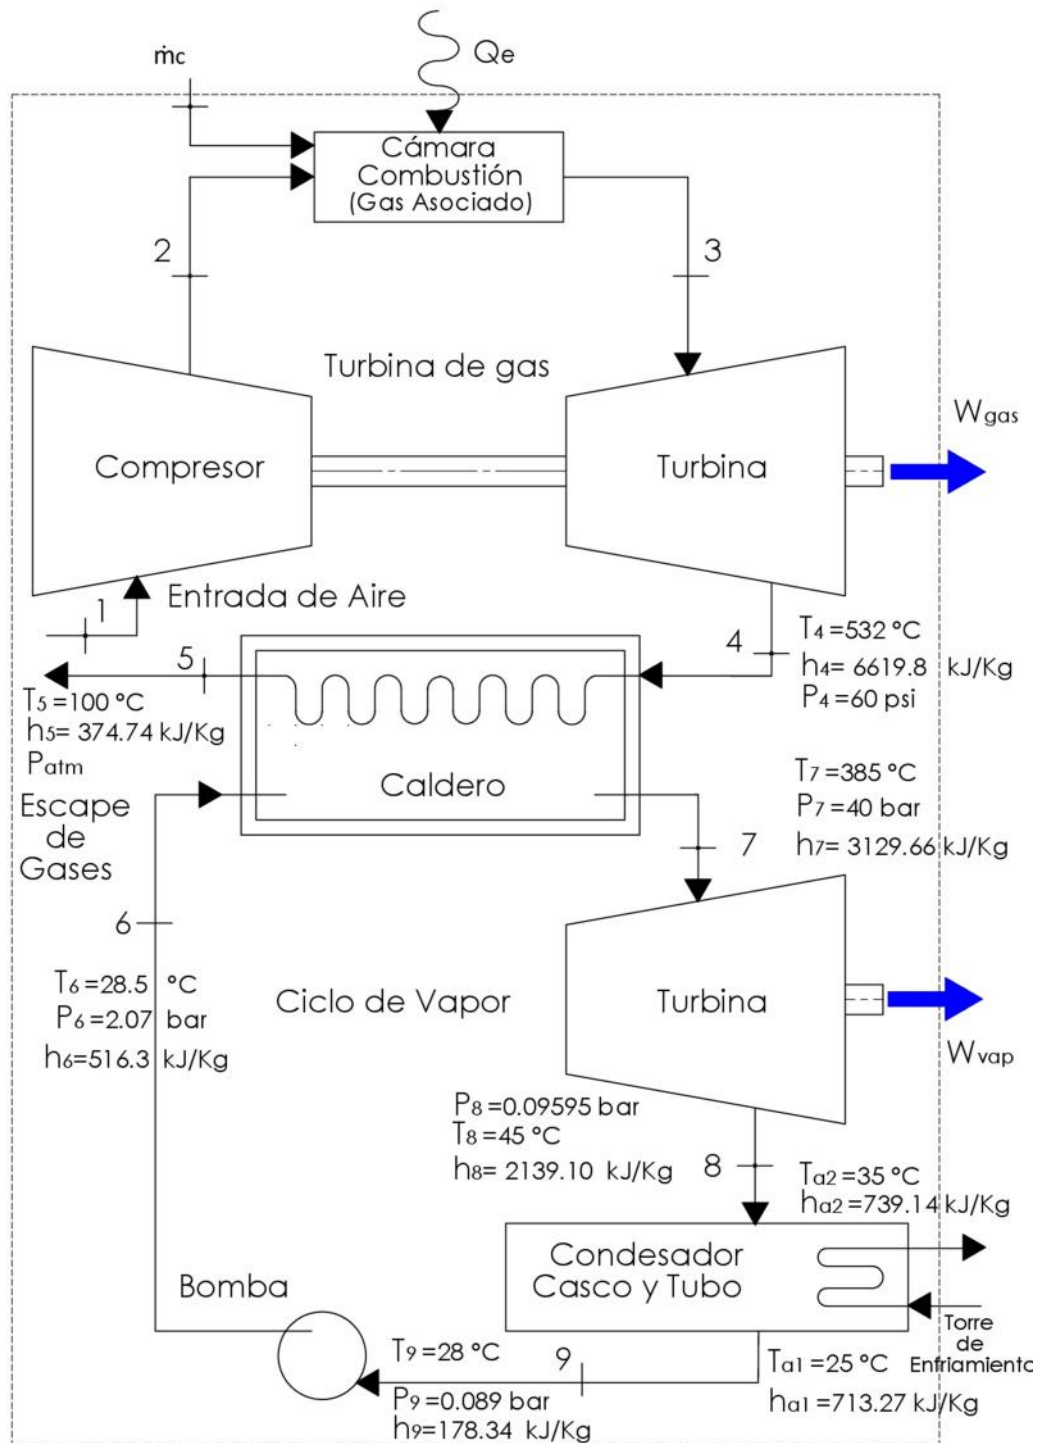 ṁc
Qe
Cámara
Combustión
(Gas Asociado)
2
3
Turbina de gas
Wgas
Compresor
Turbina
1
Entrada de Aire
5
4
T4 =532 °C
h4= 6619.8 kJ/Kg
P4=60 psi
T5=100 °C
h5= 374.74 kJ/Kg
Patm
Escape
de
Gases
Caldero
T7 =385 °C
P7 =40 bar
h7= 3129.66 kJ/Kg
7
6
T6 =28.5 °C
P6 =2.07 bar
h6=516.3 kJ/Kg
Ciclo de Vapor
Turbina
Wvap
P8 =0.09595 bar
T8 =45 °C
h8= 2139.10 kJ/Kg
8
Ta2= 35 °C
ha2 =739.14 kJ/Kg
Condesador
Casco y Tubo
Bomba
Torre
de
Enfriamiento
T9 =28 °C
9
P9 =0.089 bar
h9=178.34 kJ/Kg
Ta1 =25 °C
ha1 =713.27 kJ/Kg